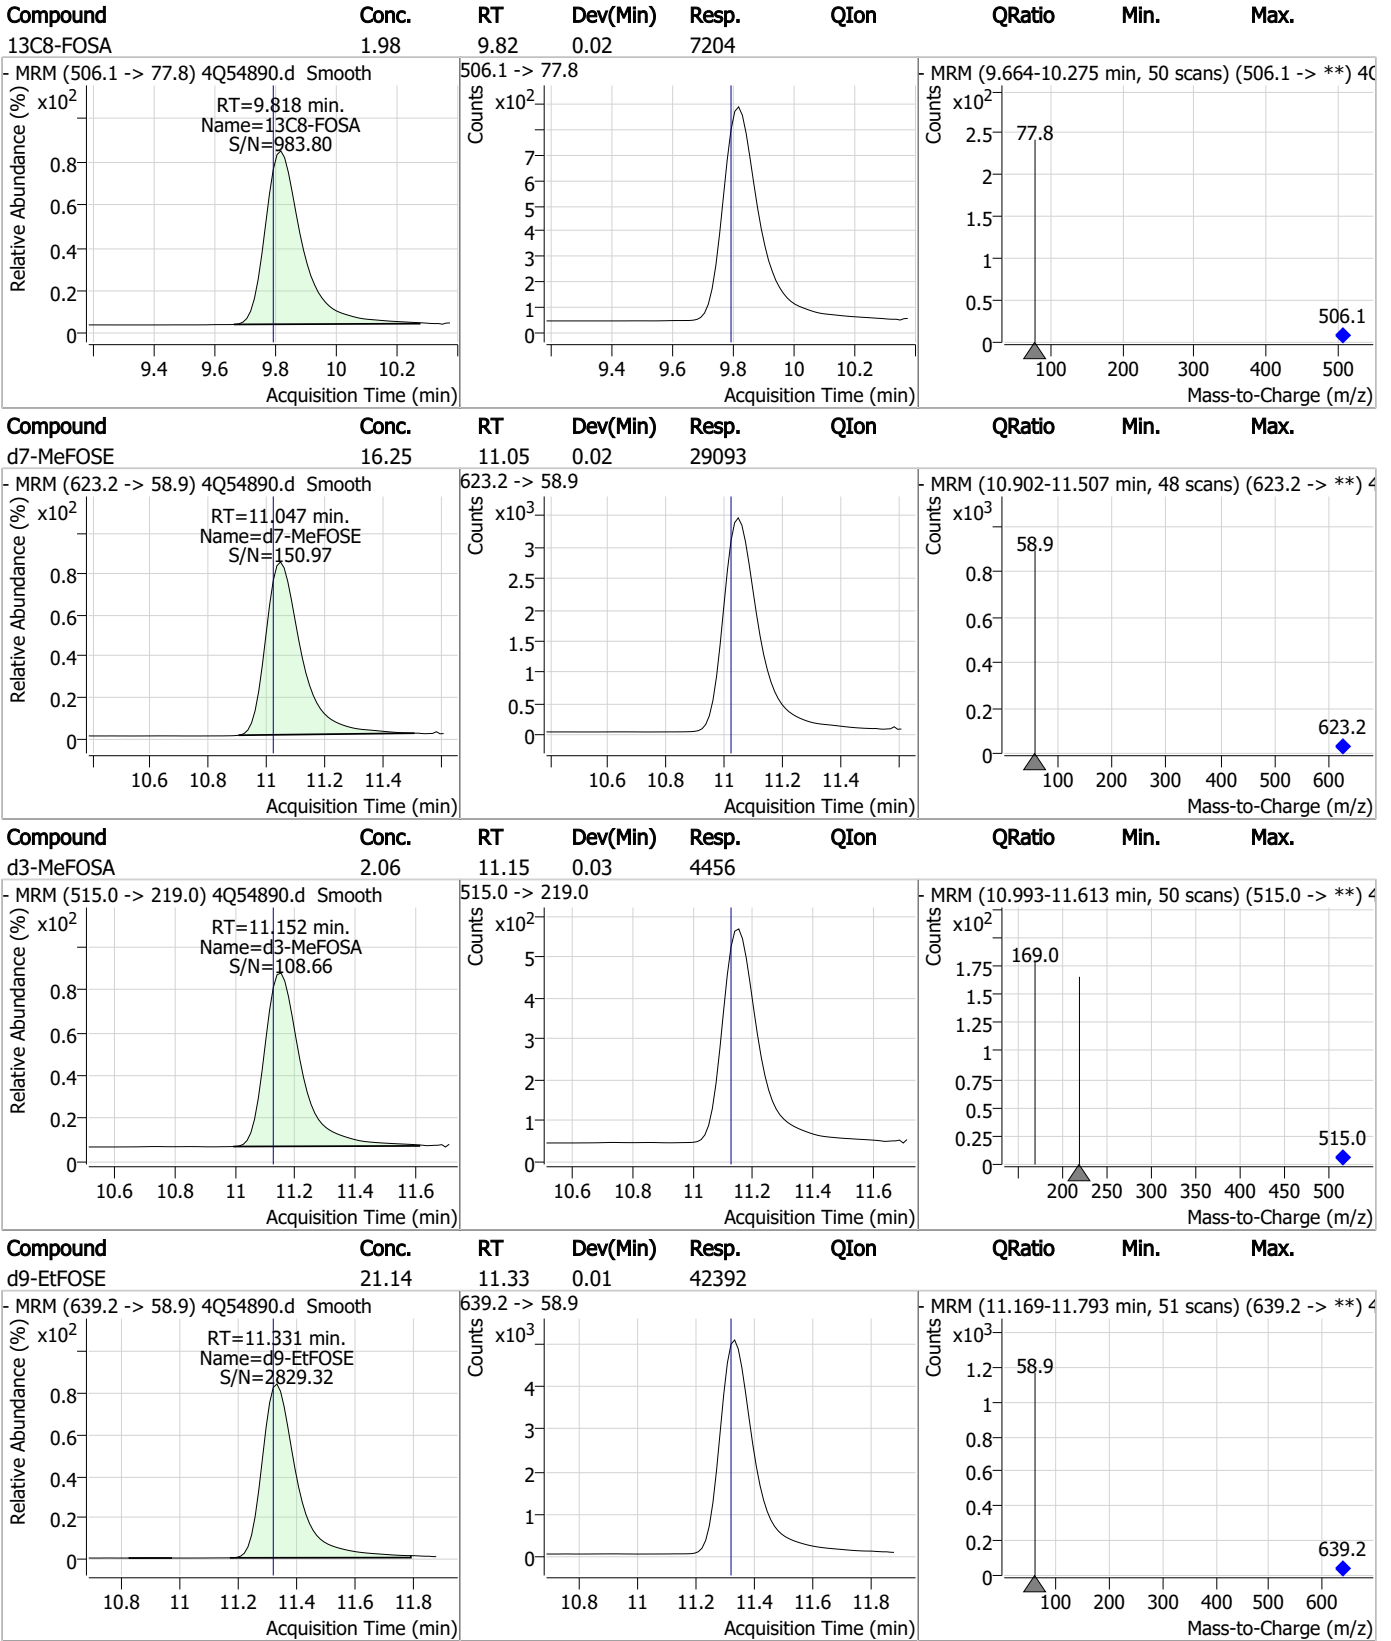 Compound Conc. RT Dev(Min) Resp. QIon QRatio Min. Max.
13C8-FOSA 1.98 9.82 0.02 7204
- MRM (506.1 -> 77.8) 4Q54890.d Smooth
x10²
RT=9.818 min.
Name=13C8-FOSA
S/N=983.80
Relative Abundance (%)
0.8
0.6
0.4
0.2
0
9.4 9.6 9.8 10 10.2
Acquisition Time (min)
506.1 -> 77.8
Counts
x10²
7
6
5
4
3
2
1
0
9.4 9.6 9.8 10 10.2
Acquisition Time (min)
- MRM (9.664-10.275 min, 50 scans) (506.1 -> **)
Counts
x10²
2.5
2
1.5
1
0.5
0
77.8
506.1
100 200 300 400 500
Mass-to-Charge (m/z)
Compound Conc. RT Dev(Min) Resp. QIon QRatio Min. Max.
d7-MeFOSE 16.25 11.05 0.02 29093
- MRM (623.2 -> 58.9) 4Q54890.d Smooth
x10²
RT=11.047 min.
Name=d7-MeFOSE
S/N=150.97
Relative Abundance (%)
0.8
0.6
0.4
0.2
0
10.6 10.8 11 11.2 11.4
Acquisition Time (min)
623.2 -> 58.9
Counts
x10³
3
2.5
2
1.5
1
0.5
0
10.6 10.8 11 11.2 11.4
Acquisition Time (min)
- MRM (10.902-11.507 min, 48 scans) (623.2 -> **)
Counts
x10³
0.8
0.6
0.4
0.2
0
58.9
623.2
100 200 300 400 500 600
Mass-to-Charge (m/z)
Compound Conc. RT Dev(Min) Resp. QIon QRatio Min. Max.
d3-MeFOSA 2.06 11.15 0.03 4456
- MRM (515.0 -> 219.0) 4Q54890.d Smooth
x10²
RT=11.152 min.
Name=d3-MeFOSA
S/N=108.66
Relative Abundance (%)
0.8
0.6
0.4
0.2
0
10.6 10.8 11 11.2 11.4 11.6
Acquisition Time (min)
515.0 -> 219.0
Counts
x10²
5
4
3
2
1
0
10.6 10.8 11 11.2 11.4 11.6
Acquisition Time (min)
- MRM (10.993-11.613 min, 50 scans) (515.0 -> **)
Counts
x10²
1.75
1.5
1.25
1
0.75
0.5
0.25
0
169.0
515.0
200 250 300 350 400 450 500
Mass-to-Charge (m/z)
Compound Conc. RT Dev(Min) Resp. QIon QRatio Min. Max.
d9-EtFOSE 21.14 11.33 0.01 42392
- MRM (639.2 -> 58.9) 4Q54890.d Smooth
x10²
RT=11.331 min.
Name=d9-EtFOSE
S/N=2829.32
Relative Abundance (%)
0.8
0.6
0.4
0.2
0
10.8 11 11.2 11.4 11.6 11.8
Acquisition Time (min)
639.2 -> 58.9
Counts
x10³
4
3
2
1
0
10.8 11 11.2 11.4 11.6 11.8
Acquisition Time (min)
- MRM (11.169-11.793 min, 51 scans) (639.2 -> **)
Counts
x10³
1.2
1
0.8
0.6
0.4
0.2
0
58.9
639.2
100 200 300 400 500 600
Mass-to-Charge (m/z)